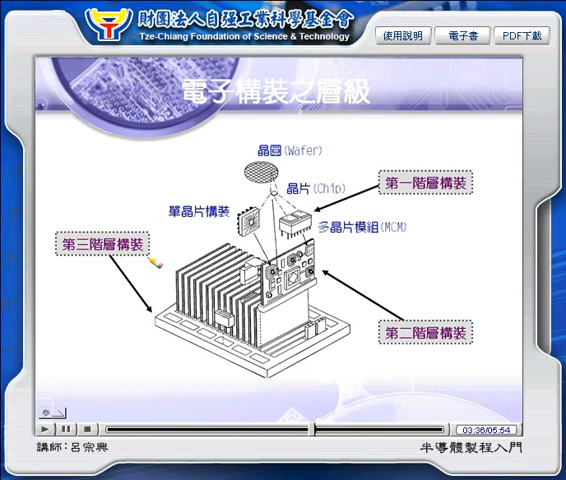 財團法人自强工業科學基金會
Tze-Chiang Foundation of Science & Technology
使用說明
電子書
PDF下載
電子構裝之層級
晶圓(Wafer)
晶片(Chip)
第一階層構裝
單晶片構裝
多晶片模組(MCM)
第三階層構裝
第二階層構裝
03:36/05:54
講師:呂宗興
半導體製程入門